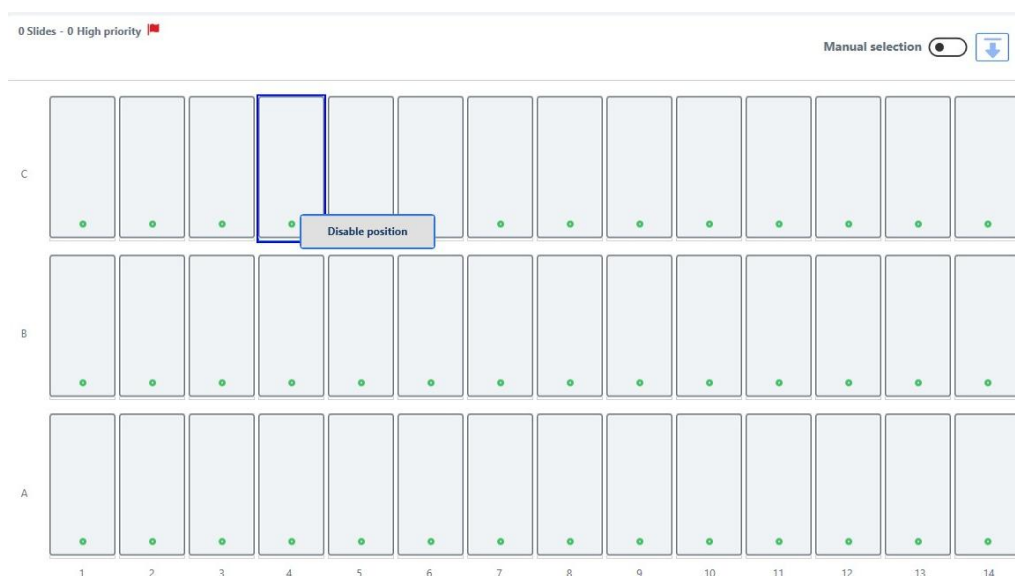 0 Slides - 0 High priority
Manual selection
C
Disable position
B
A
1 2 3 4 5 6 7 8 9 10 11 12 13 14